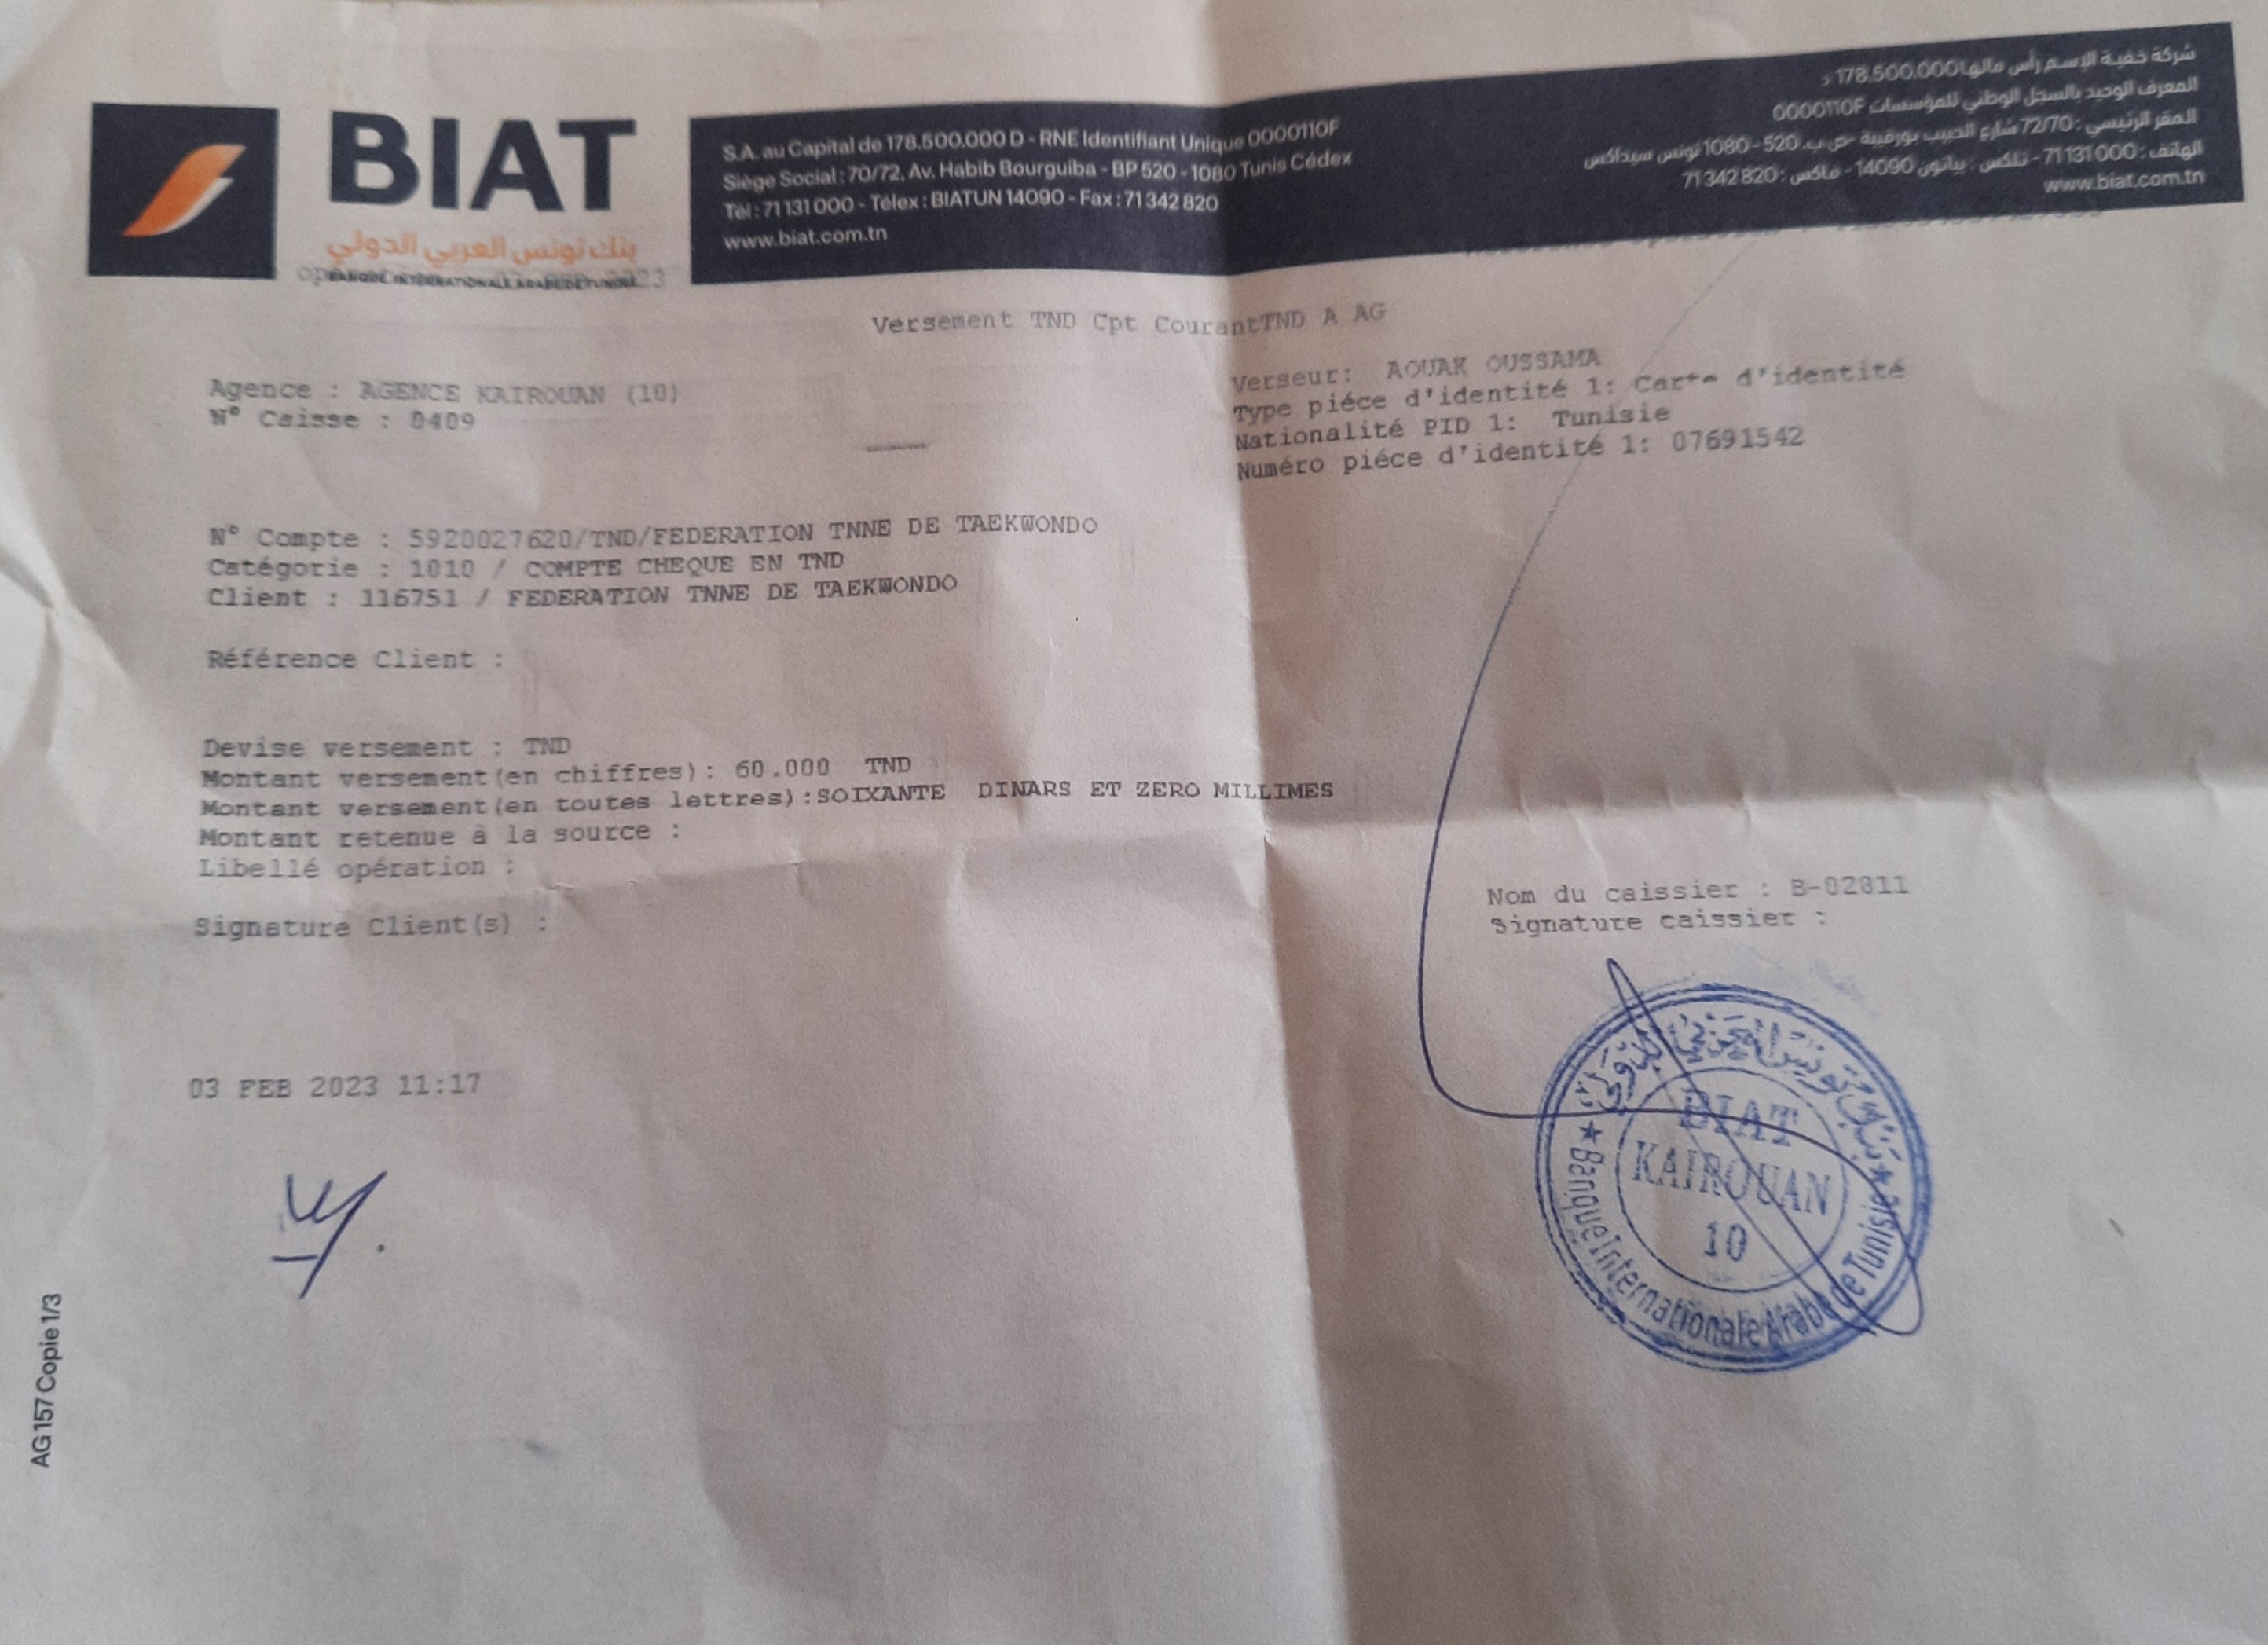 BIAT
بنك تونس العربي الدولي
BANQUE INTERNATIONALE ARABE DE TUNISIE
S.A. au Capital de 178.500.000 D - RNE Identifiant Unique 0000110F
Siège Social : 70/72, Av. Habib Bourguiba - BP 520 - 1080 Tunis Cédex
Tél : 71 131 000 - Télex : BIATUN 14090 - Fax : 71 342 820
www.biat.com.tn
شركة خفية الإسم رأس مالها 178.500.000 د
المعرف الوحيد بالسجل الوطني للمؤسسات 0000110F
المقر الرئيسي : 72/70 شارع الحبيب بورقيبة -ص.ب. 520 - 1080 تونس سيداكس
الهاتف : 71 131 000 - تلكس : بياتون 14090 - فاكس : 71 342 820
www.biat.com.tn
Versement TND Cpt CourantTND A AG
Agence : AGENCE KAIROUAN (10)
N° Caisse : 0409
Verseur: AOUAK OUSSAMA
Type piéce d'identité 1: Carte d'identité
Nationalité PID 1: Tunisie
Numéro piéce d'identité 1: 07691542
N° Compte : 5920027620/TND/FEDERATION TNNE DE TAEKWONDO
Catégorie : 1010 / COMPTE CHEQUE EN TND
Client : 116751 / FEDERATION TNNE DE TAEKWONDO
Référence Client :
Devise versement : TND
Montant versement(en chiffres): 60.000 TND
Montant versement(en toutes lettres):SOIXANTE DINARS ET ZERO MILLIMES
Montant retenue à la source :
Libellé opération :
Nom du caissier : B-02811
Signature caissier :
Signature Client(s) :
03 FEB 2023 11:17
بنك تونس العربي الدولي
BIAT
KAIROUAN
10
★ Banque Internationale Arabe de Tunisie ★
AG 157 Copie 1/3